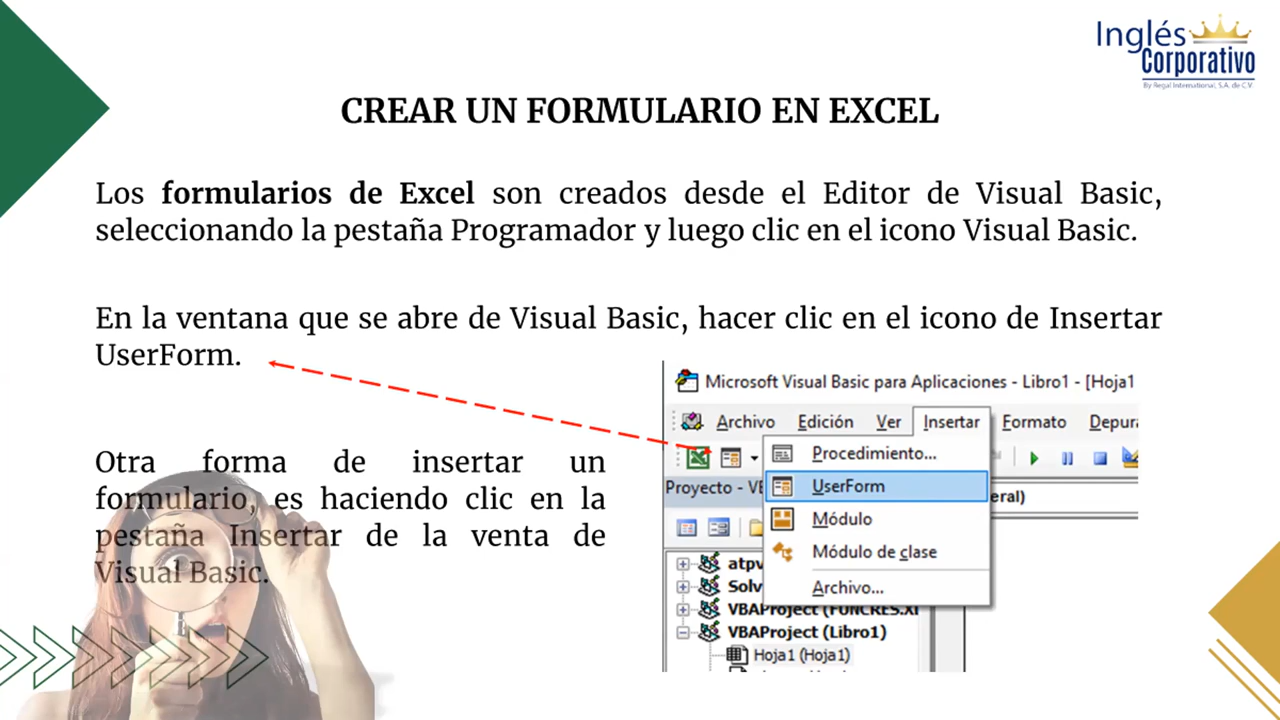 Inglés
Corporativo
By Regal International, S.A. de C.V.
CREAR UN FORMULARIO EN EXCEL
Los formularios de Excel son creados desde el Editor de Visual Basic,
seleccionando la pestaña Programador y luego clic en el icono Visual Basic.
En la ventana que se abre de Visual Basic, hacer clic en el icono de Insertar
UserForm.
Otra forma de insertar un
formulario, es haciendo clic en la
pestaña Insertar de la venta de
Visual Basic.
Microsoft Visual Basic para Aplicaciones - Libro1 - [Hoja1
Archivo Edición Ver Insertar Formato Depura
Procedimiento...
Proyecto - VB
UserForm
eral)
Módulo
Módulo de clase
atpv
Solv
Archivo...
VBAProject (FUNCRES.XL
VBAProject (Libro1)
Hoja1 (Hoja1)